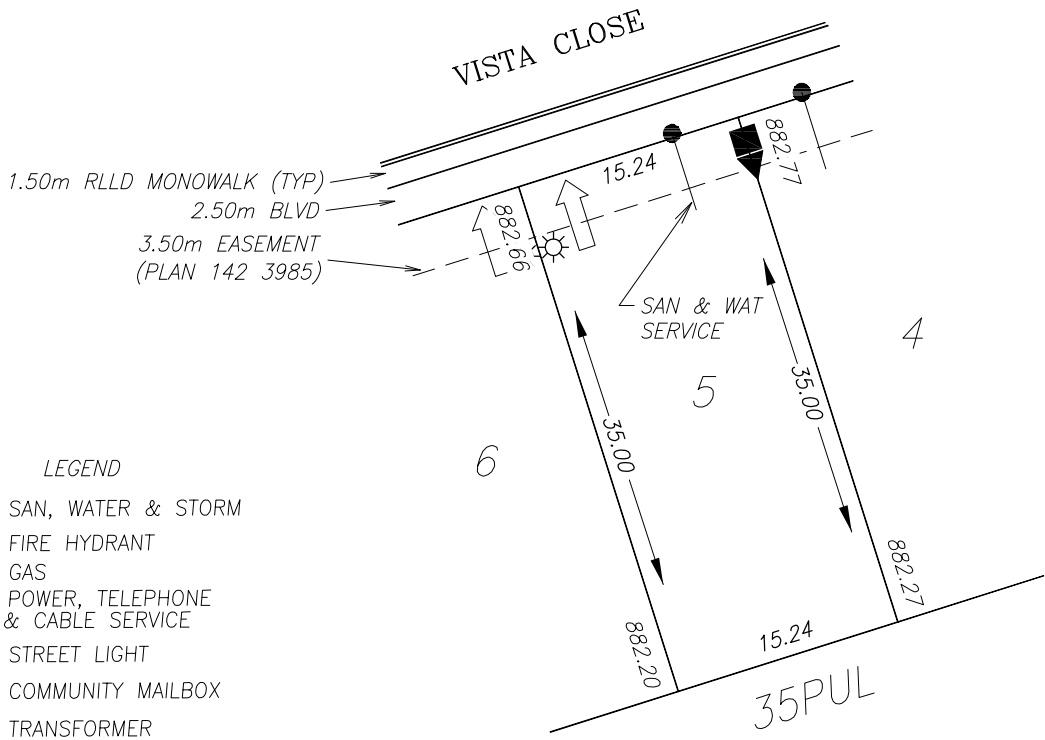 VISTA CLOSE
1.50m RLLD MONOWALK (TYP)
2.50m BLVD
3.50m EASEMENT
(PLAN 142 3985)
15.24
882.77
882.66
SAN & WAT
SERVICE
4
5
6
35.00
35.00
882.27
882.20
15.24
35PUL
LEGEND
SAN, WATER & STORM
FIRE HYDRANT
GAS
POWER, TELEPHONE
& CABLE SERVICE
STREET LIGHT
COMMUNITY MAILBOX
TRANSFORMER